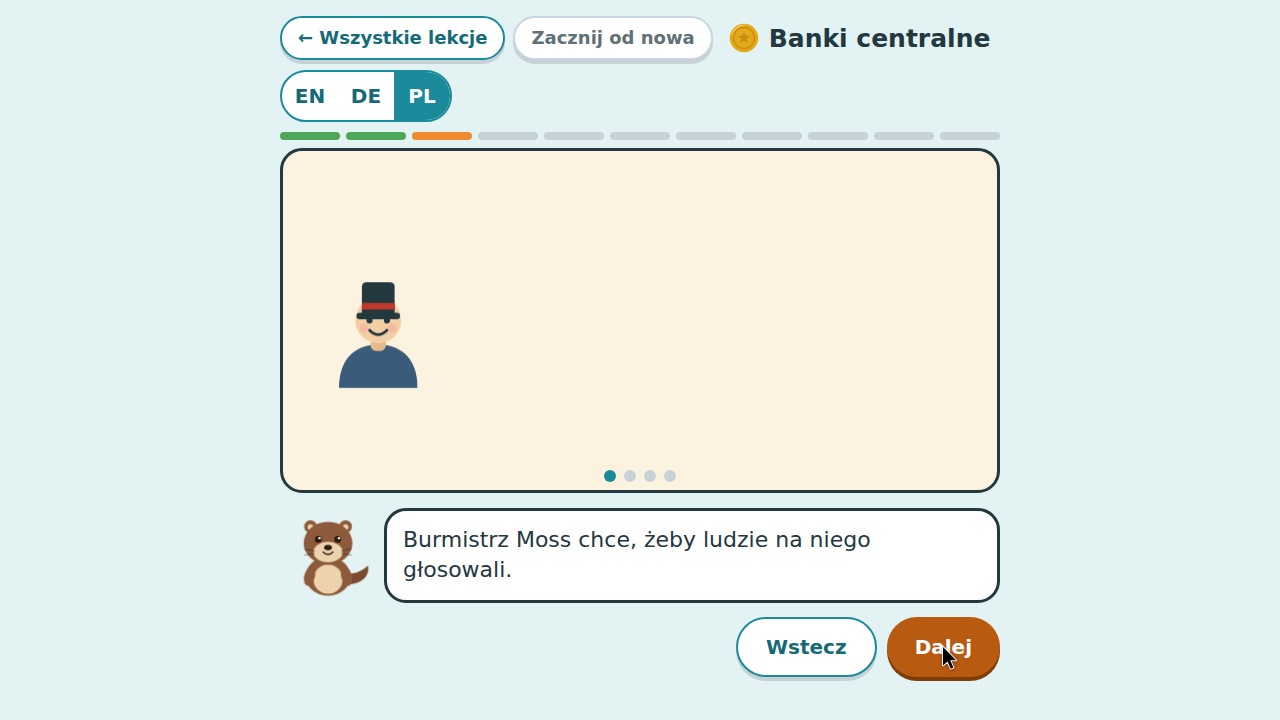 ← Wszystkie lekcje
Zacznij od nowa
Banki centralne
EN DE PL
Burmistrz Moss chce, żeby ludzie na niego
głosowali.
Wstecz
Dalej